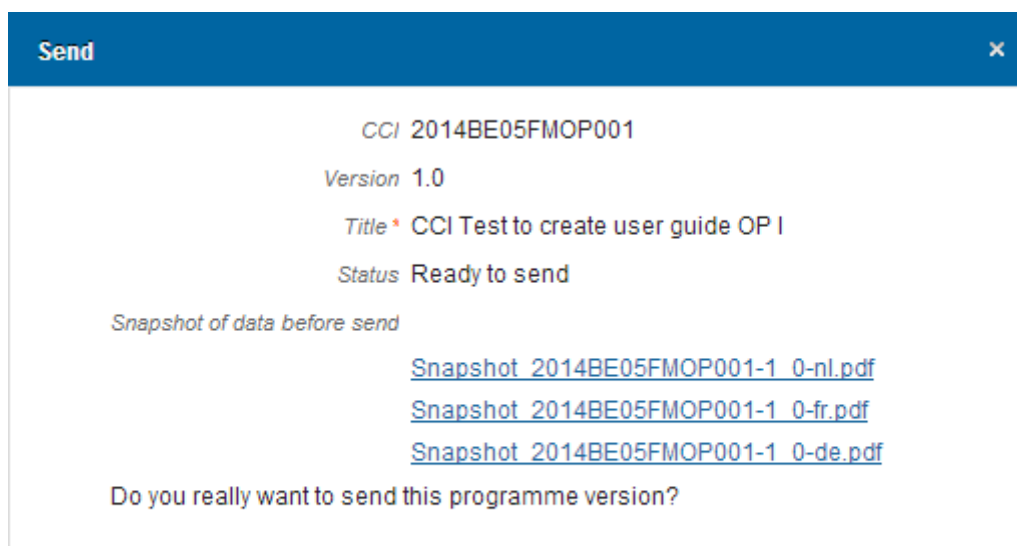 Send ×
CCI 2014BE05FMOP001
Version 1.0
Title * CCI Test to create user guide OP I
Status Ready to send
Snapshot of data before send
Snapshot_2014BE05FMOP001-1_0-nl.pdf
Snapshot_2014BE05FMOP001-1_0-fr.pdf
Snapshot_2014BE05FMOP001-1_0-de.pdf
Do you really want to send this programme version?